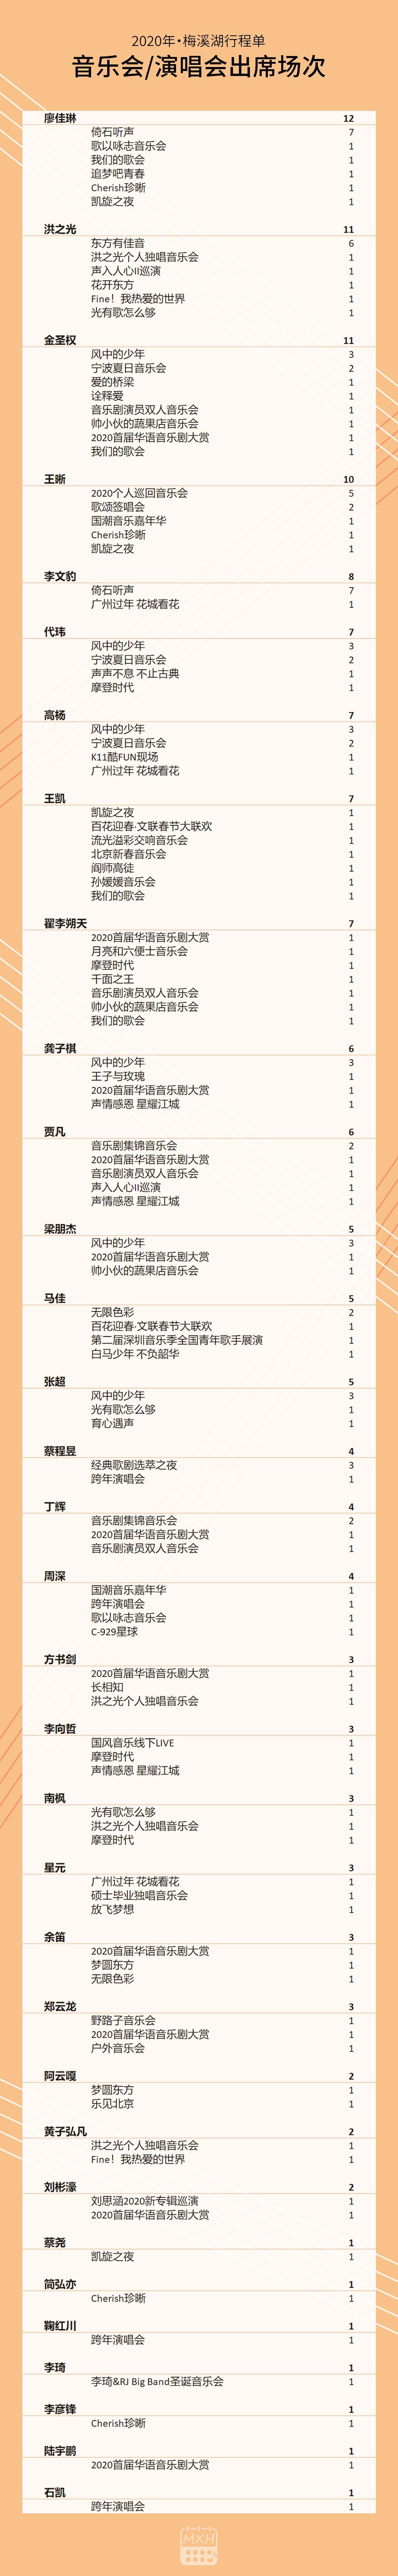 2020年·梅溪湖行程单
音乐会/演唱会出席场次
廖佳琳 12
倚石听声 7
歌以咏志音乐会 1
我们的歌会 1
追梦吧青春 1
Cherish珍晰 1
凯旋之夜 1
洪之光 11
东方有佳音 6
洪之光个人独唱音乐会 1
声入人心II巡演 1
花开东方 1
Fine！我热爱的世界 1
光有歌怎么够 1
金圣权 11
风中的少年 3
宁波夏日音乐会 2
爱的桥梁 1
诠释爱 1
音乐剧演员双人音乐会 1
帅小伙的蔬果店音乐会 1
2020首届华语音乐剧大赏 1
我们的歌会 1
王晰 10
2020个人巡回音乐会 5
歌颂签唱会 2
国潮音乐嘉年华 1
Cherish珍晰 1
凯旋之夜 1
李文豹 8
倚石听声 7
广州过年 花城看花 1
代玮 7
风中的少年 3
宁波夏日音乐会 2
声声不息 不止古典 1
摩登时代 1
高杨 7
风中的少年 3
宁波夏日音乐会 2
K11酷FUN现场 1
广州过年 花城看花 1
王凯 7
凯旋之夜 1
百花迎春·文联春节大联欢 1
流光溢彩交响音乐会 1
北京新春音乐会 1
阎师高徒 1
孙媛媛音乐会 1
我们的歌会 1
翟李朔天 7
2020首届华语音乐剧大赏 1
月亮和六便士音乐会 1
摩登时代 1
千面之王 1
音乐剧演员双人音乐会 1
帅小伙的蔬果店音乐会 1
我们的歌会 1
龚子棋 6
风中的少年 3
王子与玫瑰 1
2020首届华语音乐剧大赏 1
声情感恩 星耀江城 1
贾凡 6
音乐剧集锦音乐会 2
2020首届华语音乐剧大赏 1
音乐剧演员双人音乐会 1
声入人心II巡演 1
声情感恩 星耀江城 1
梁朋杰 5
风中的少年 3
2020首届华语音乐剧大赏 1
帅小伙的蔬果店音乐会 1
马佳 5
无限色彩 2
百花迎春·文联春节大联欢 1
第二届深圳音乐季全国青年歌手展演 1
白马少年 不负韶华 1
张超 5
风中的少年 3
光有歌怎么够 1
育心遇声 1
蔡程昱 4
经典歌剧选萃之夜 3
跨年演唱会 1
丁辉 4
音乐剧集锦音乐会 2
2020首届华语音乐剧大赏 1
音乐剧演员双人音乐会 1
周深 4
国潮音乐嘉年华 1
跨年演唱会 1
歌以咏志音乐会 1
C-929星球 1
方书剑 3
2020首届华语音乐剧大赏 1
长相知 1
洪之光个人独唱音乐会 1
李向哲 3
国风音乐线下LIVE 1
摩登时代 1
声情感恩 星耀江城 1
南枫 3
光有歌怎么够 1
洪之光个人独唱音乐会 1
摩登时代 1
星元 3
广州过年 花城看花 1
硕士毕业独唱音乐会 1
放飞梦想 1
余笛 3
2020首届华语音乐剧大赏 1
梦圆东方 1
无限色彩 1
郑云龙 3
野路子音乐会 1
2020首届华语音乐剧大赏 1
户外音乐会 1
阿云嘎 2
梦圆东方 1
乐见北京 1
黄子弘凡 2
洪之光个人独唱音乐会 1
Fine！我热爱的世界 1
刘彬濠 2
刘思涵2020新专辑巡演 1
2020首届华语音乐剧大赏 1
蔡尧 1
凯旋之夜 1
简弘亦 1
Cherish珍晰 1
鞠红川 1
跨年演唱会 1
李琦 1
李琦&RJ Big Band圣诞音乐会 1
李彦锋 1
Cherish珍晰 1
陆宇鹏 1
2020首届华语音乐剧大赏 1
石凯 1
跨年演唱会 1
MXH